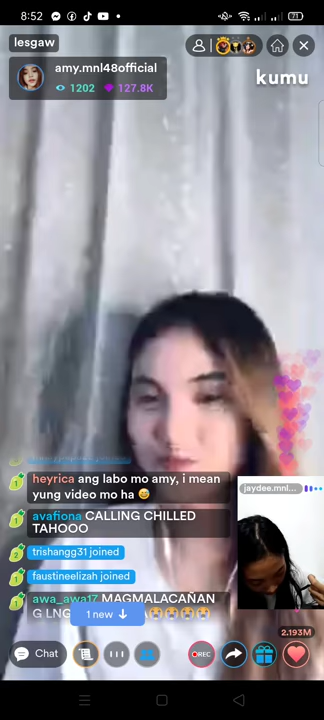 8:52
71
lesgaw
amy.mnl48official
1202 127.8K
kumu
heyrica ang labo mo amy, i mean
yung video mo ha 😅
avafiona CALLING CHILLED
TAHOOO
trishangg31 joined
faustineelizah joined
awa_awa17 MAGMALACAÑAN
G LNG
1 new ↓
😭😭😭😭
jaydee.mnl...
2.193M
Chat
REC